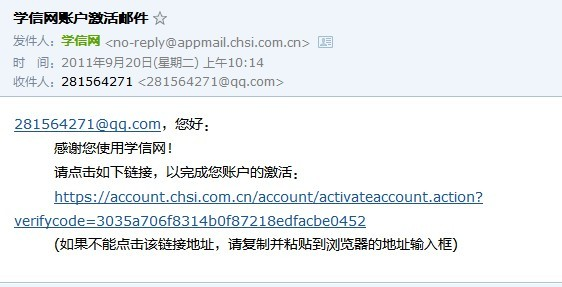 学信网账户激活邮件 ☆
发件人：学信网 <no-reply@appmail.chsi.com.cn>
时　间：2011年9月20日(星期二) 上午10:14
收件人：281564271 <281564271@qq.com>
281564271@qq.com，您好：
感谢您使用学信网！
请点击如下链接，以完成您账户的激活：
https://account.chsi.com.cn/account/activateaccount.action?
verifycode=3035a706f8314b0f87218edfacbe0452
(如果不能点击该链接地址，请复制并粘贴到浏览器的地址输入框)